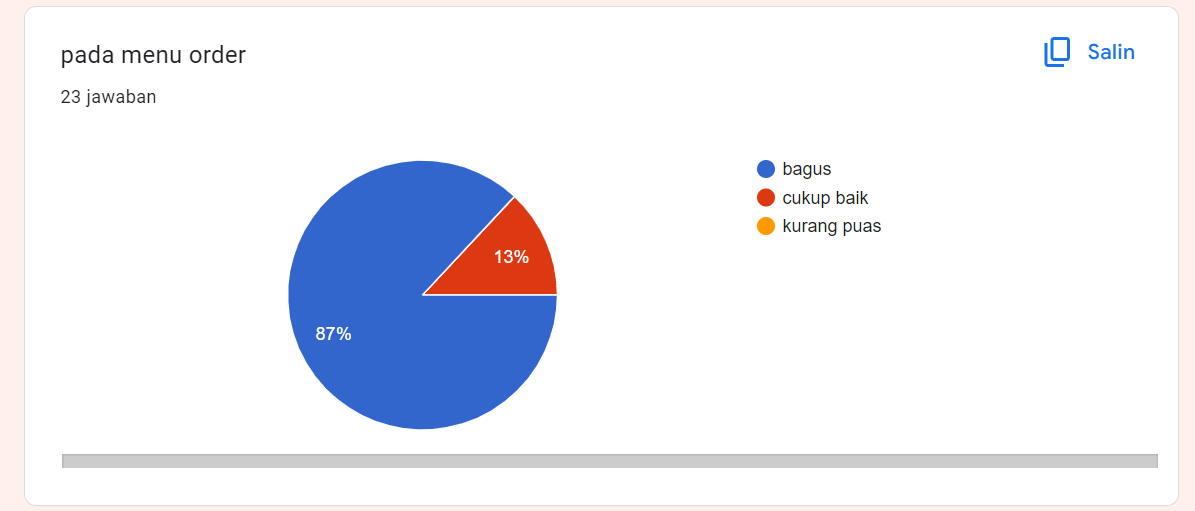 pada menu order
Salin
23 jawaban
bagus
cukup baik
kurang puas
13%
87%